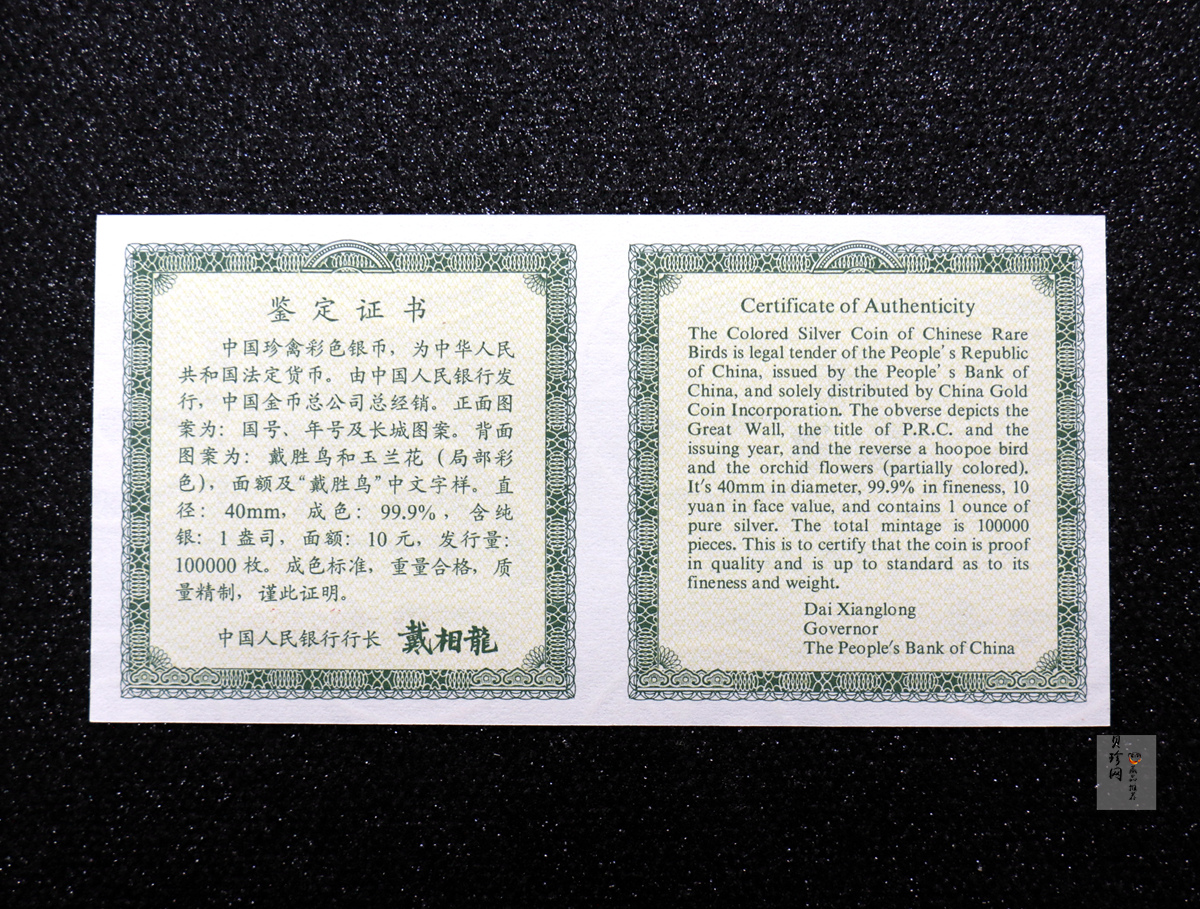 鉴定证书
中国珍禽彩色银币，为中华人民
共和国法定货币。由中国人民银行发
行，中国金币总公司总经销。正面图
案为：国号、年号及长城图案。背面
图案为：戴胜鸟和玉兰花（局部彩
色），面额及“戴胜鸟”中文字样。直
径：40mm，成色：99.9%，含纯
银：1盎司，面额：10元，发行量：
100000枚。成色标准，重量合格，质
量精制，谨此证明。
中国人民银行行长 戴相龍
Certificate of Authenticity
The Colored Silver Coin of Chinese Rare
Birds is legal tender of the People's Republic
of China, issued by the People's Bank of
China, and solely distributed by China Gold
Coin Incorporation. The obverse depicts the
Great Wall, the title of P.R.C. and the
issuing year, and the reverse a hoopoe bird
and the orchid flowers (partially colored).
It's 40mm in diameter, 99.9% in fineness, 10
yuan in face value, and contains 1 ounce of
pure silver. The total mintage is 100000
pieces. This is to certify that the coin is proof
in quality and is up to standard as to its
fineness and weight.
Dai Xianglong
Governor
The People's Bank of China
贝珍网